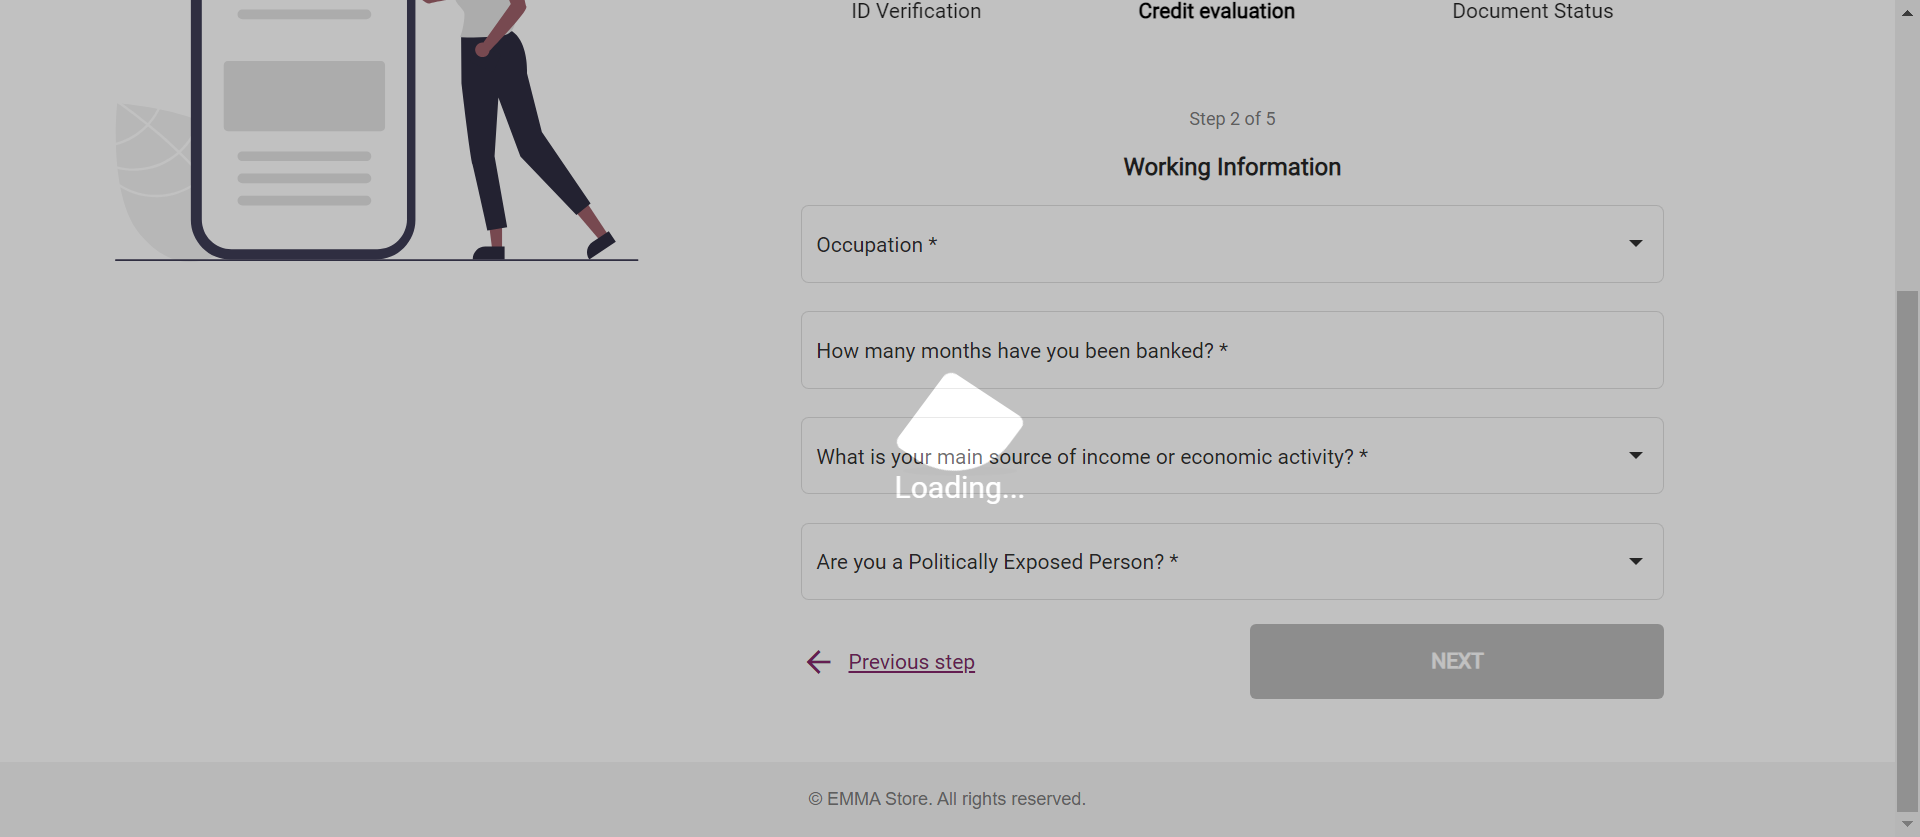 ID Verification
Credit evaluation
Document Status
Step 2 of 5
Working Information
Occupation *
How many months have you been banked? *
What is your main source of income or economic activity? *
Loading...
Are you a Politically Exposed Person? *
Previous step
NEXT
© EMMA Store. All rights reserved.